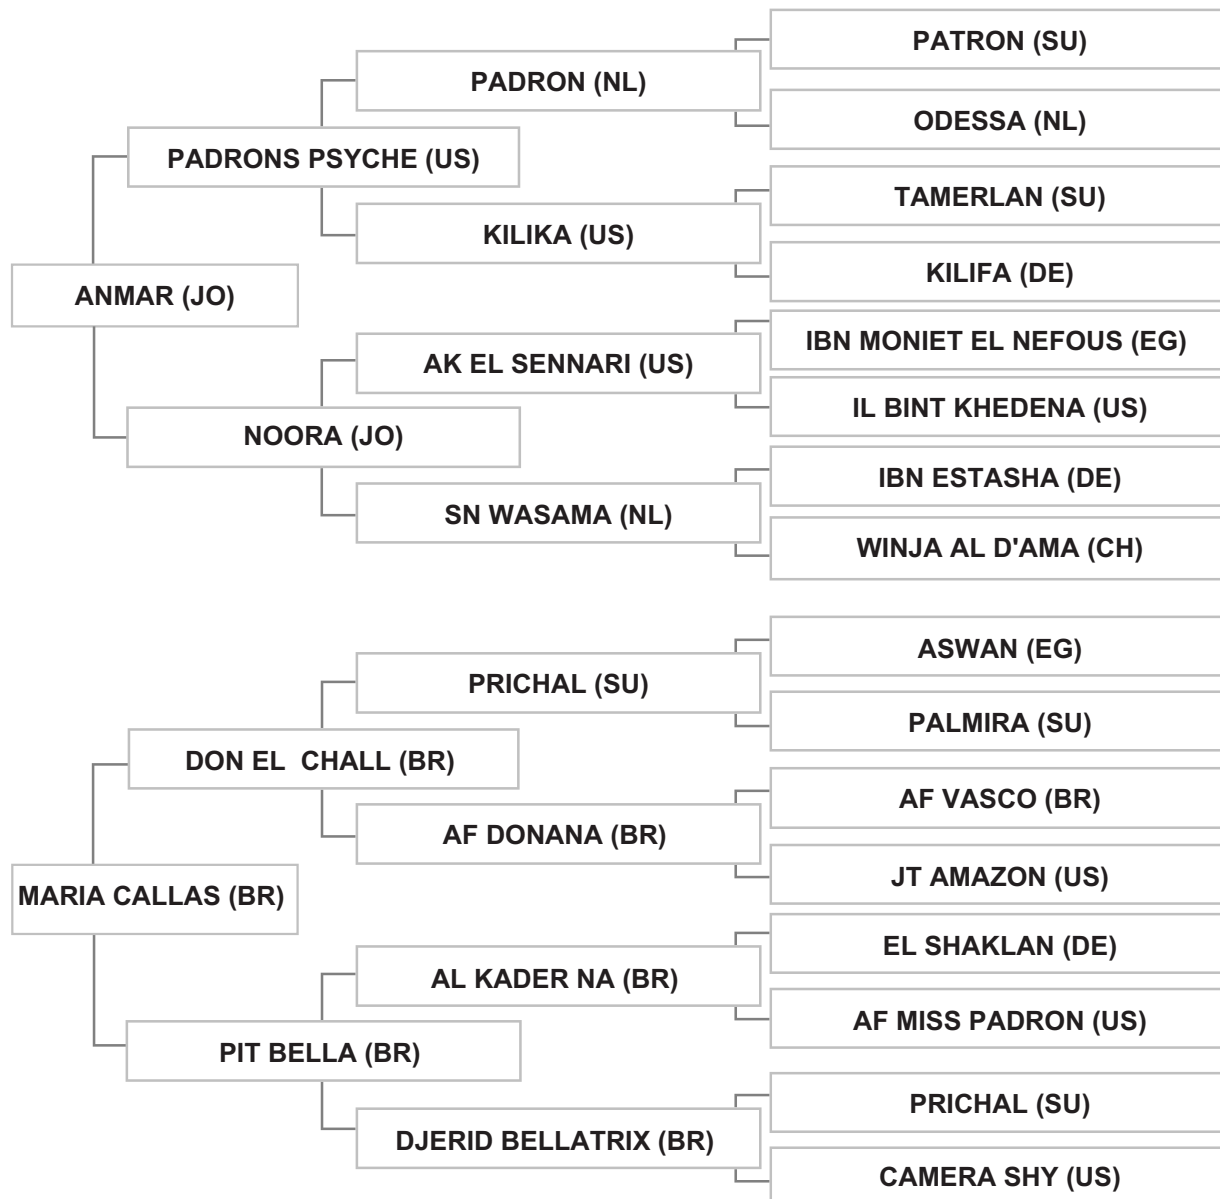 PATRON (SU)
PADRON (NL)
ODESSA (NL)
PADRONS PSYCHE (US)
TAMERLAN (SU)
KILIKA (US)
KILIFA (DE)
ANMAR (JO)
IBN MONIET EL NEFOUS (EG)
AK EL SENNARI (US)
IL BINT KHEDENA (US)
NOORA (JO)
IBN ESTASHA (DE)
SN WASAMA (NL)
WINJA AL D'AMA (CH)
ASWAN (EG)
PRICHAL (SU)
PALMIRA (SU)
DON EL  CHALL (BR)
AF VASCO (BR)
AF DONANA (BR)
JT AMAZON (US)
MARIA CALLAS (BR)
EL SHAKLAN (DE)
AL KADER NA (BR)
AF MISS PADRON (US)
PIT BELLA (BR)
PRICHAL (SU)
DJERID BELLATRIX (BR)
CAMERA SHY (US)